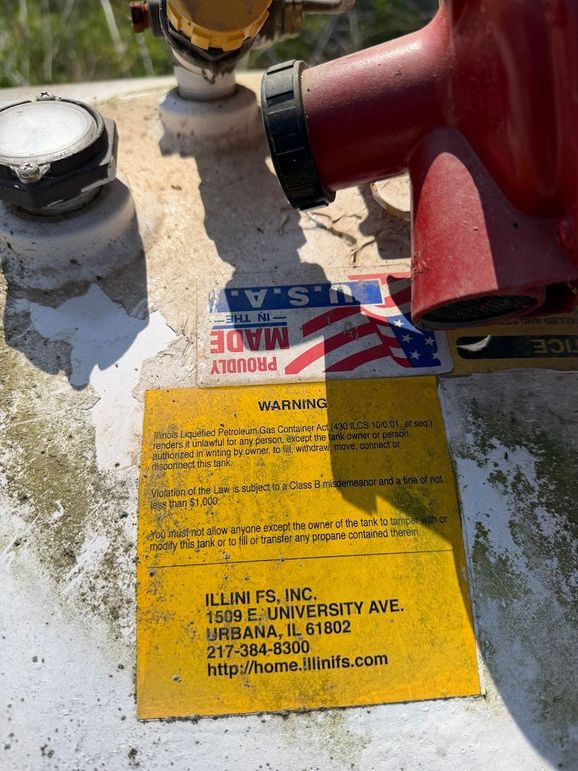 U.S.A.
IN THE
MADE
PROUDLY
NOTICE
WARNING
Illinois Liquefied Petroleum Gas Container Act (430 ILCS 10/0.01, et seq.)
renders it unlawful for any person, except the tank owner or person
authorized in writing by owner, to fill, withdraw, move, connect or
disconnect this tank.
Violation of the Law is subject to a Class B misdemeanor and a fine of not
less than $1,000.
You must not allow anyone except the owner of the tank to tamper with or
modify this tank or to fill or transfer any propane contained therein.
ILLINI FS, INC.
1509 E. UNIVERSITY AVE.
URBANA, IL 61802
217-384-8300
http://home.illinifs.com